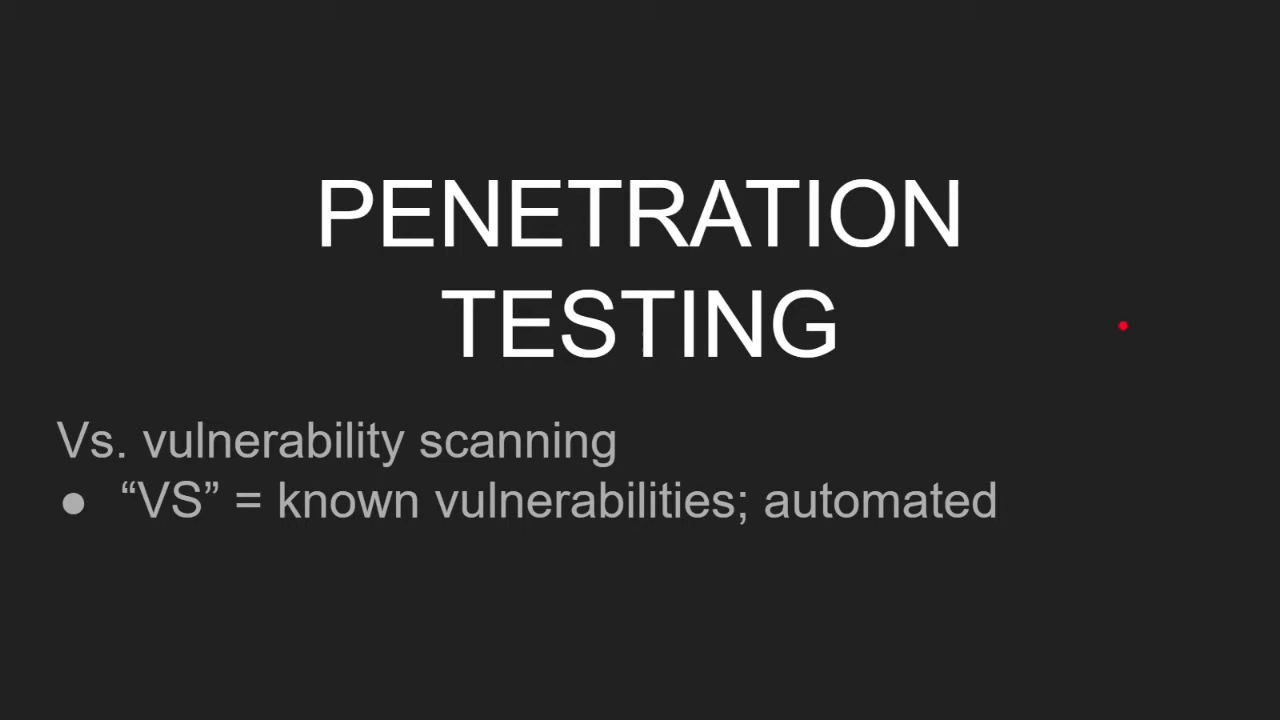 PENETRATION
TESTING
Vs. vulnerability scanning
● “VS” = known vulnerabilities; automated